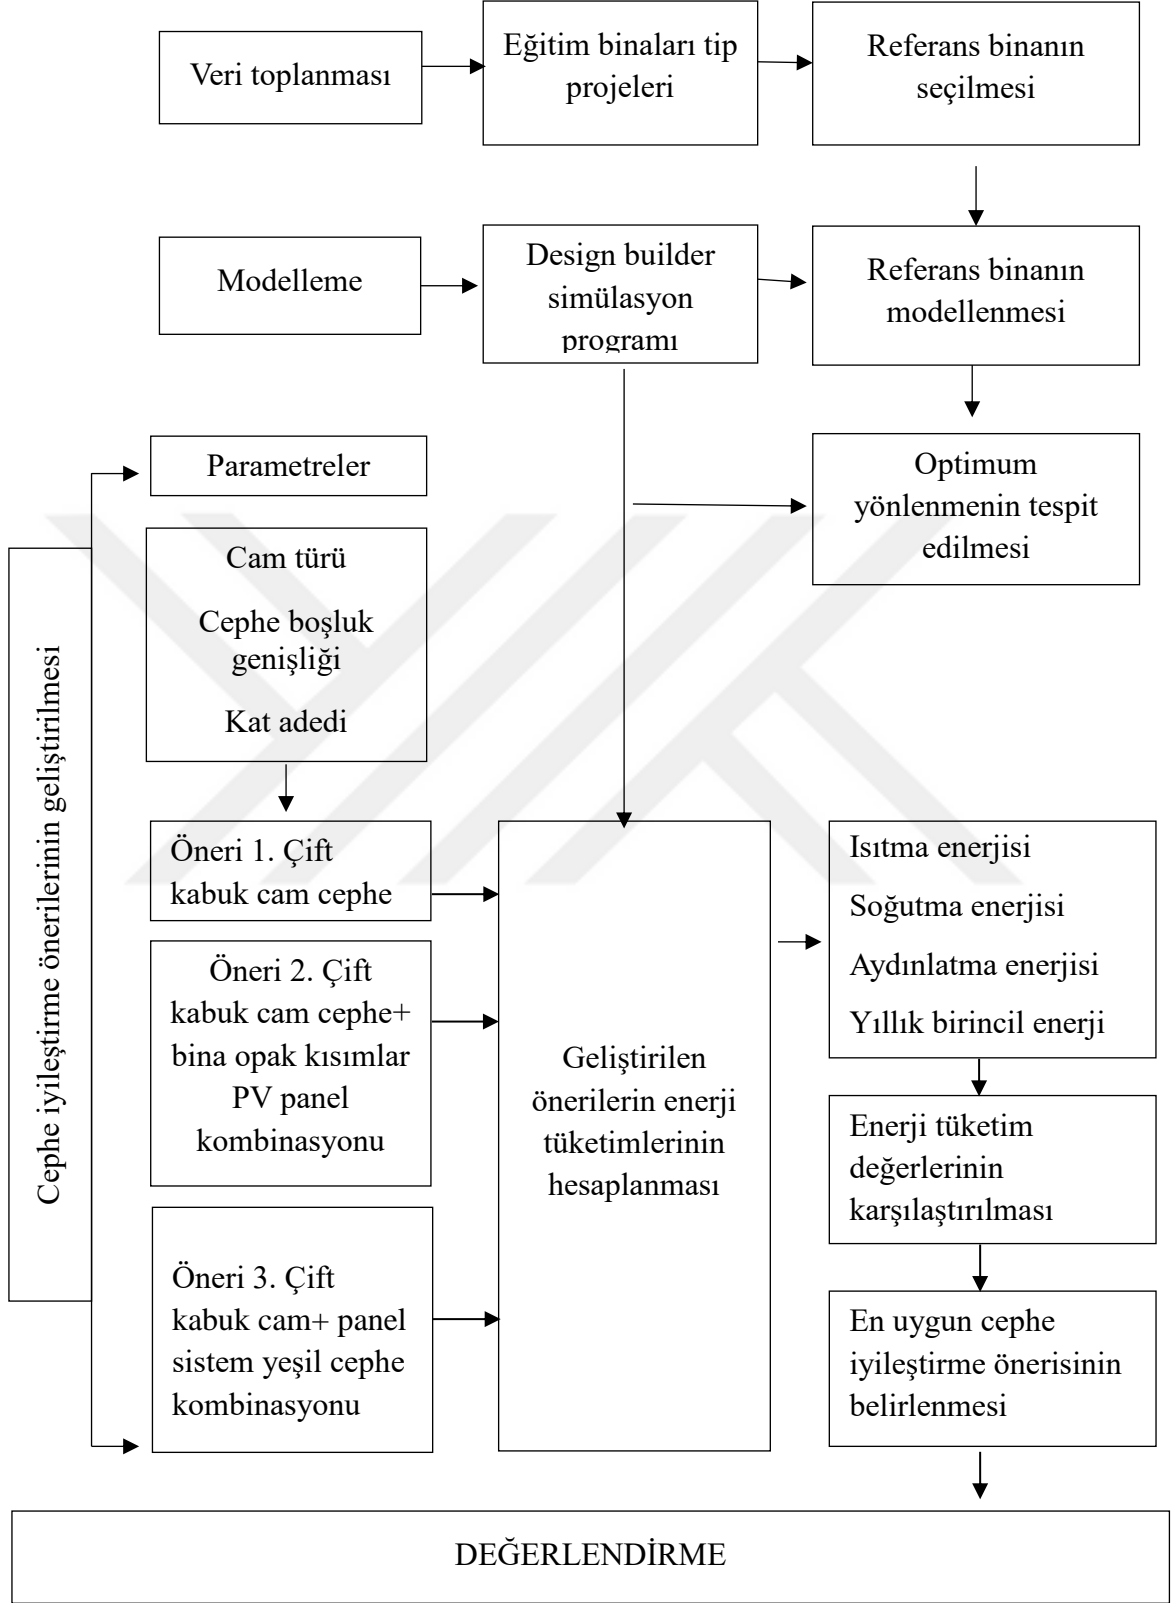 Veri toplanması
Eğitim binaları tip
projeleri
Referans binanın
seçilmesi
Modelleme
Design builder
simülasyon
programı
Referans binanın
modellenmesi
Optimum
yönlenmenin tespit
edilmesi
Cephe iyileştirme önerilerinin geliştirilmesi
Parametreler
Cam türü
Cephe boşluk
genişliği
Kat adedi
Öneri 1. Çift
kabuk cam cephe
Öneri 2. Çift
kabuk cam cephe+
bina opak kısımlar
PV panel
kombinasyonu
Öneri 3. Çift
kabuk cam+ panel
sistem yeşil cephe
kombinasyonu
Geliştirilen
önerilerin enerji
tüketimlerinin
hesaplanması
Isıtma enerjisi
Soğutma enerjisi
Aydınlatma enerjisi
Yıllık birincil enerji
Enerji tüketim
değerlerinin
karşılaştırılması
En uygun cephe
iyileştirme önerisinin
belirlenmesi
DEĞERLENDİRME